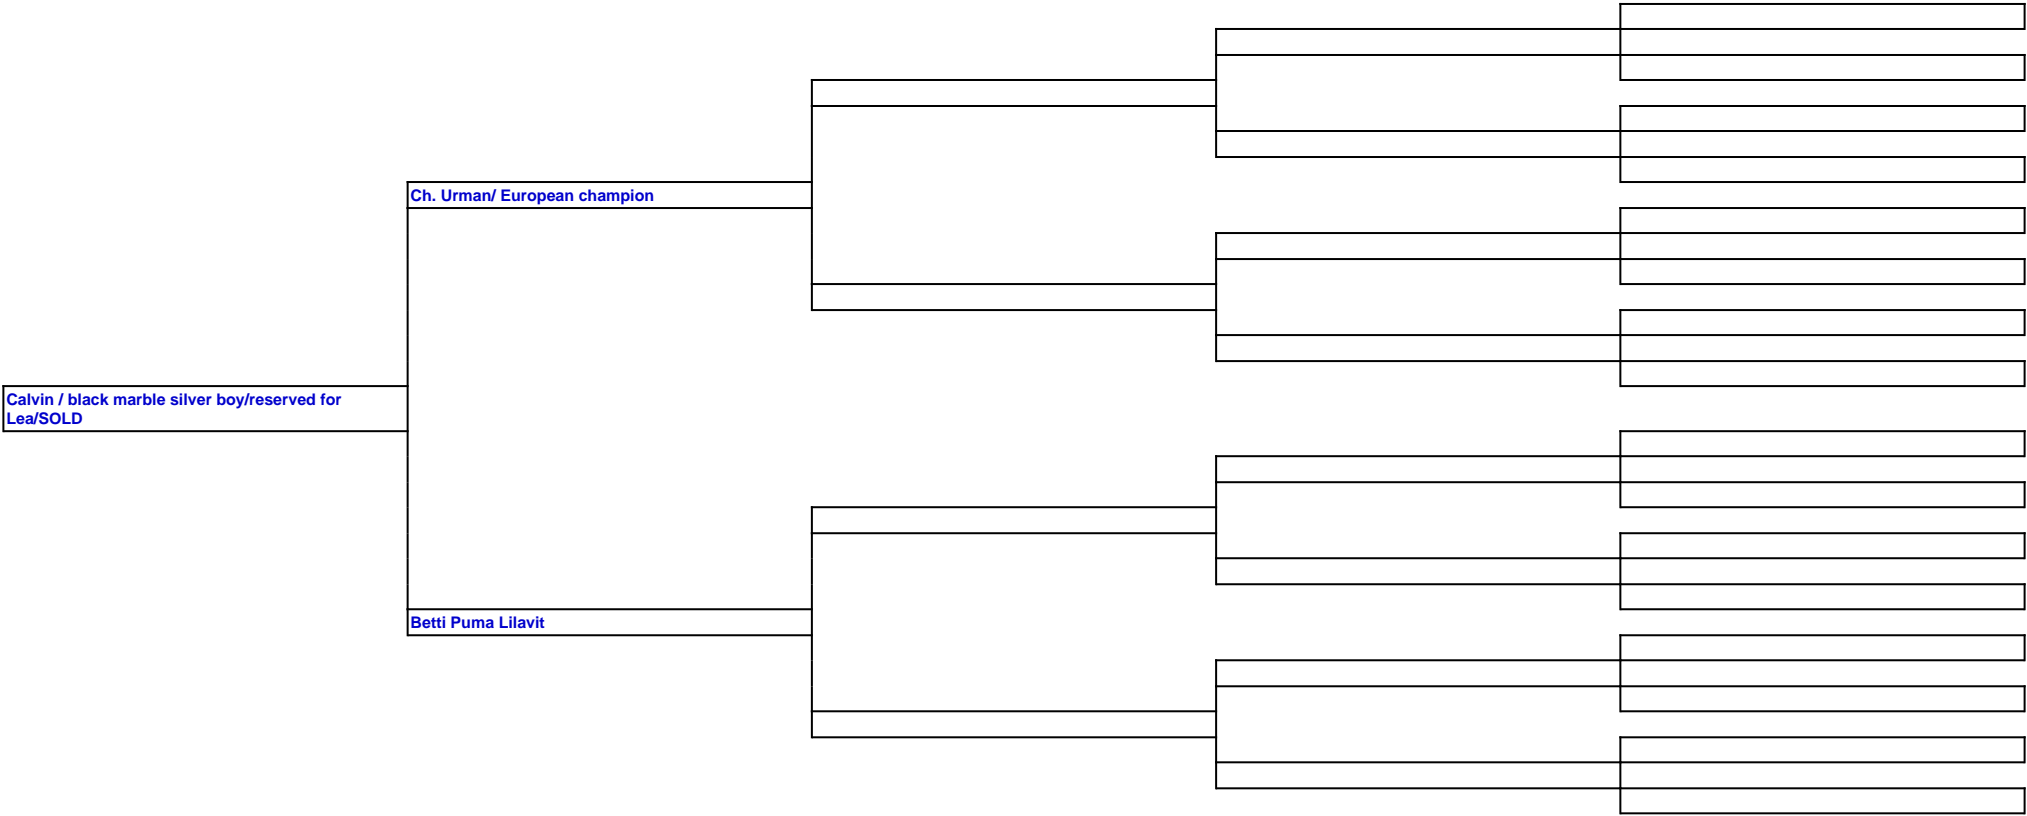 Ch. Urman/ European champion
Calvin / black marble silver boy/reserved for
Lea/SOLD
Betti Puma Lilavit